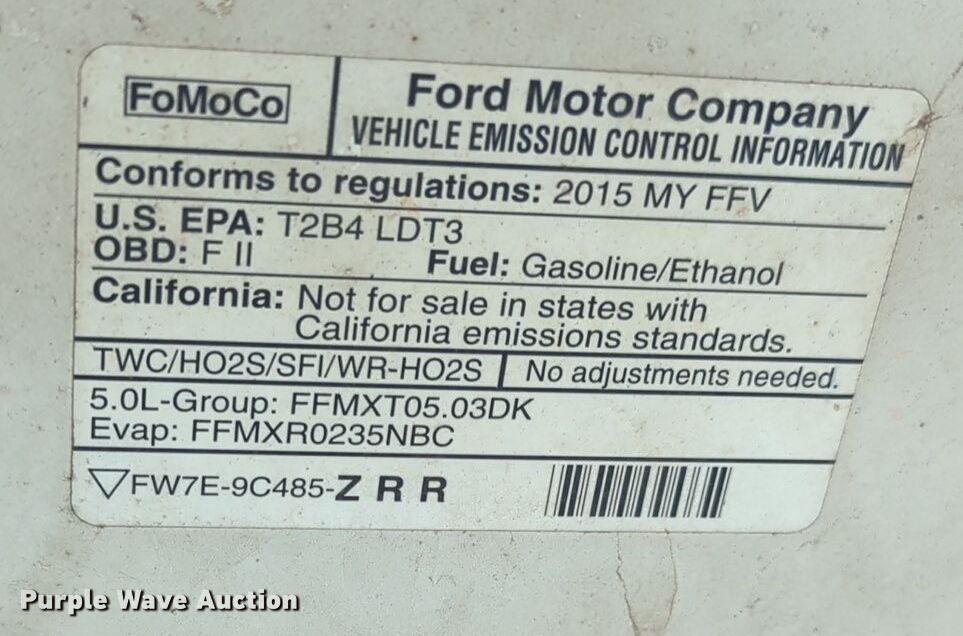 FoMoCo
Ford Motor Company
VEHICLE EMISSION CONTROL INFORMATION
Conforms to regulations: 2015 MY FFV
U.S. EPA: T2B4 LDT3
OBD: F II Fuel: Gasoline/Ethanol
California: Not for sale in states with
California emissions standards.
TWC/HO2S/SFI/WR-HO2S No adjustments needed.
5.0L-Group: FFMXT05.03DK
Evap: FFMXR0235NBC
FW7E-9C485-Z R R
Purple Wave Auction